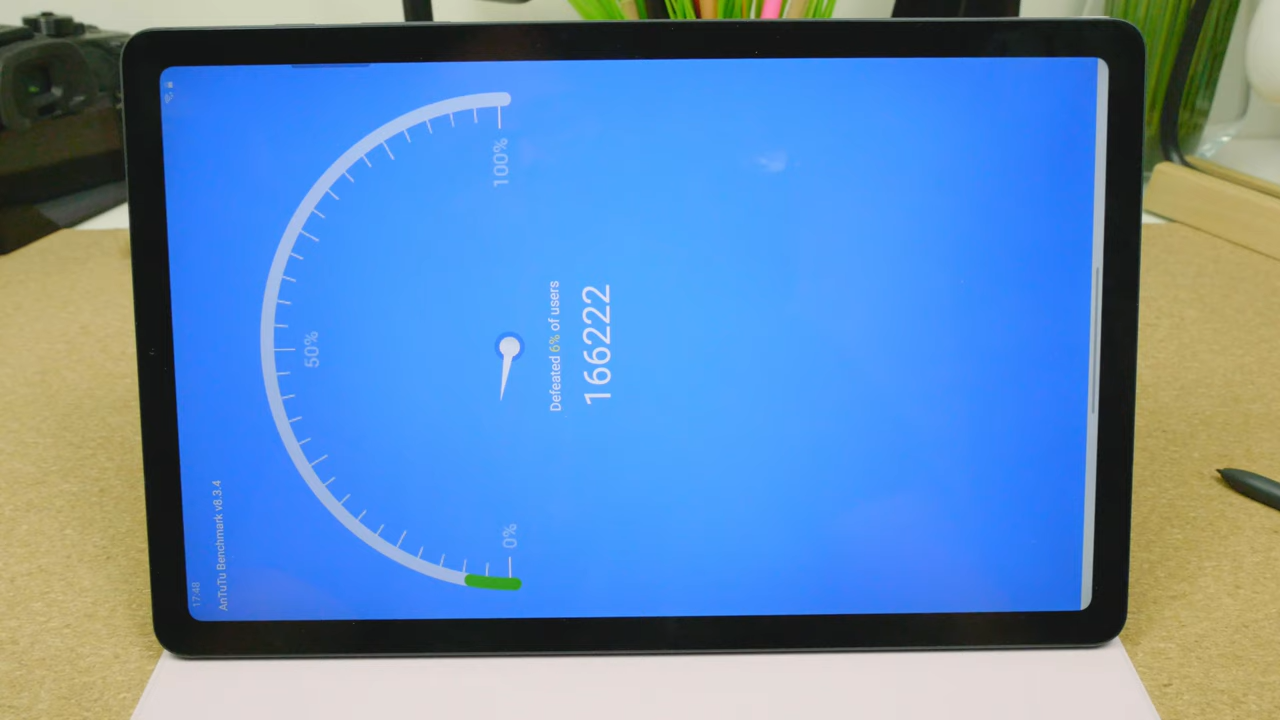 17:48
AnTuTu Benchmark v8.3.4
50%
0%
100%
Defeated 6% of users
166222